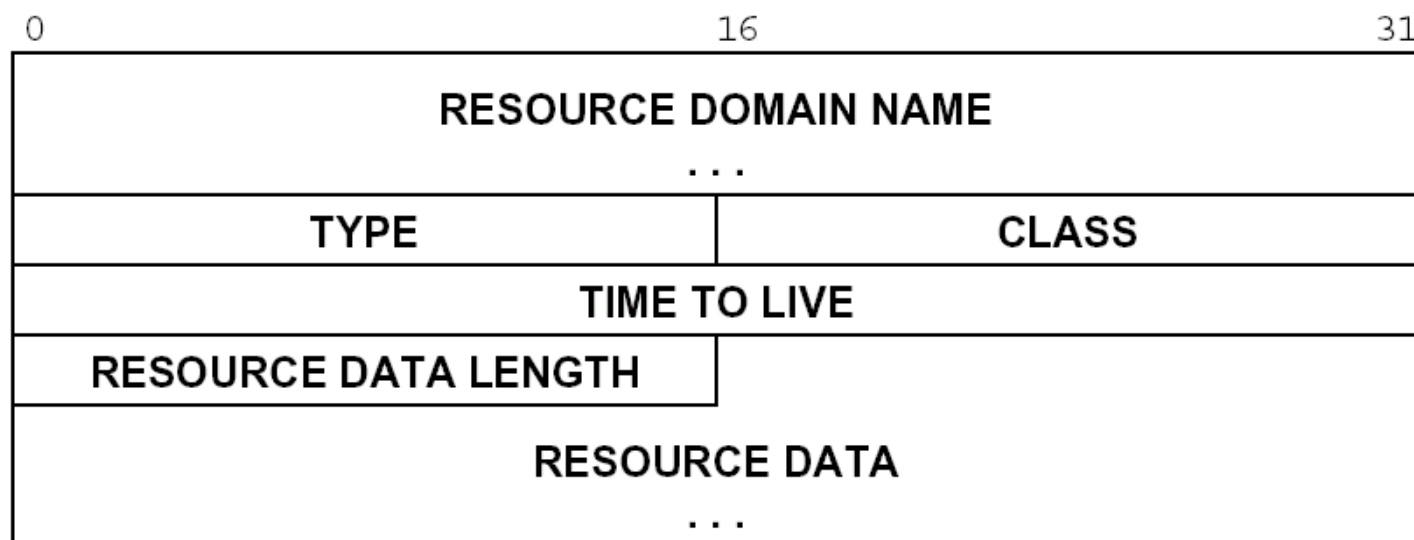 0 16 31
RESOURCE DOMAIN NAME
. . .
TYPE CLASS
TIME TO LIVE
RESOURCE DATA LENGTH
RESOURCE DATA
. . .